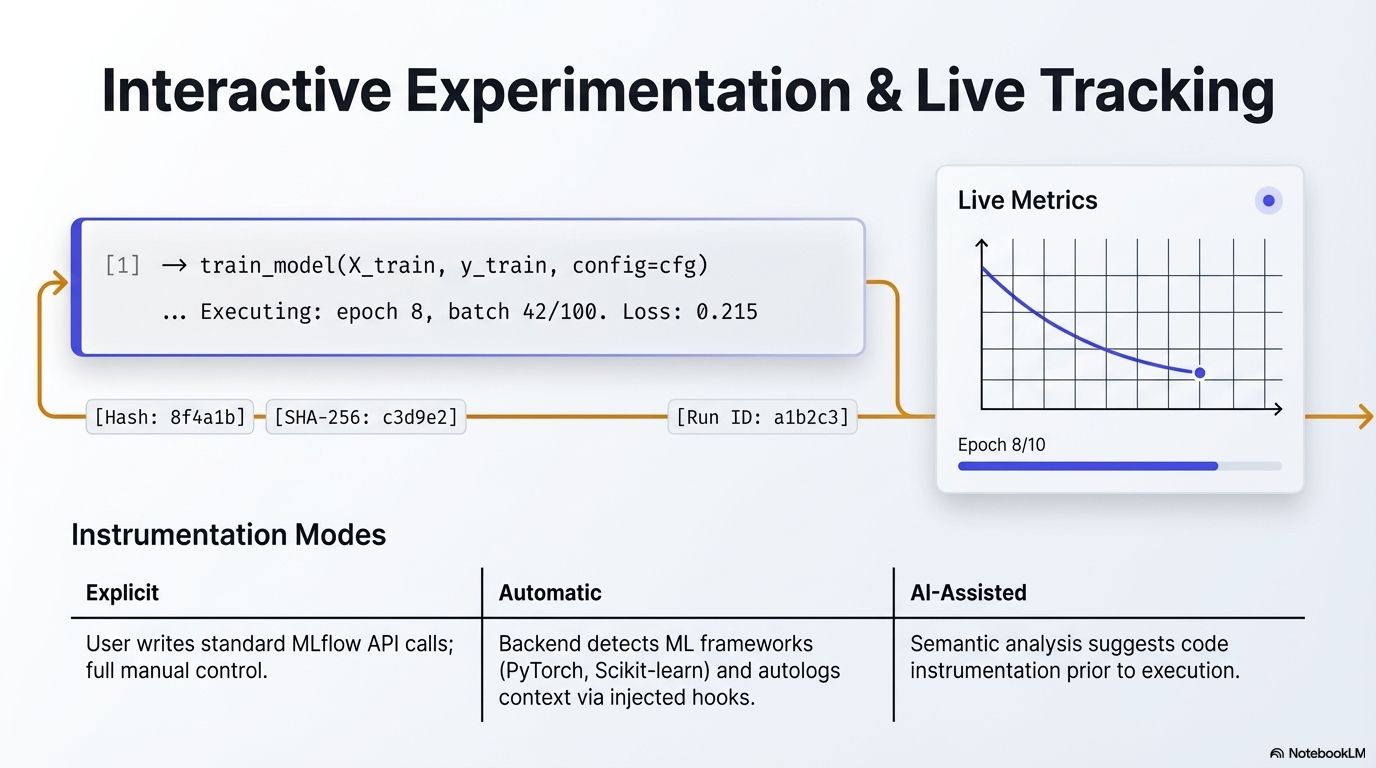 Interactive Experimentation & Live Tracking
[1] → train_model(X_train, y_train, config=cfg)
... Executing: epoch 8, batch 42/100. Loss: 0.215
[Hash: 8f4a1b] [SHA-256: c3d9e2] [Run ID: a1b2c3]
Live Metrics
Epoch 8/10
Instrumentation Modes
Explicit
User writes standard MLflow API calls;
full manual control.
Automatic
Backend detects ML frameworks
(PyTorch, Scikit-learn) and autologs
context via injected hooks.
AI-Assisted
Semantic analysis suggests code
instrumentation prior to execution.
NotebookLM